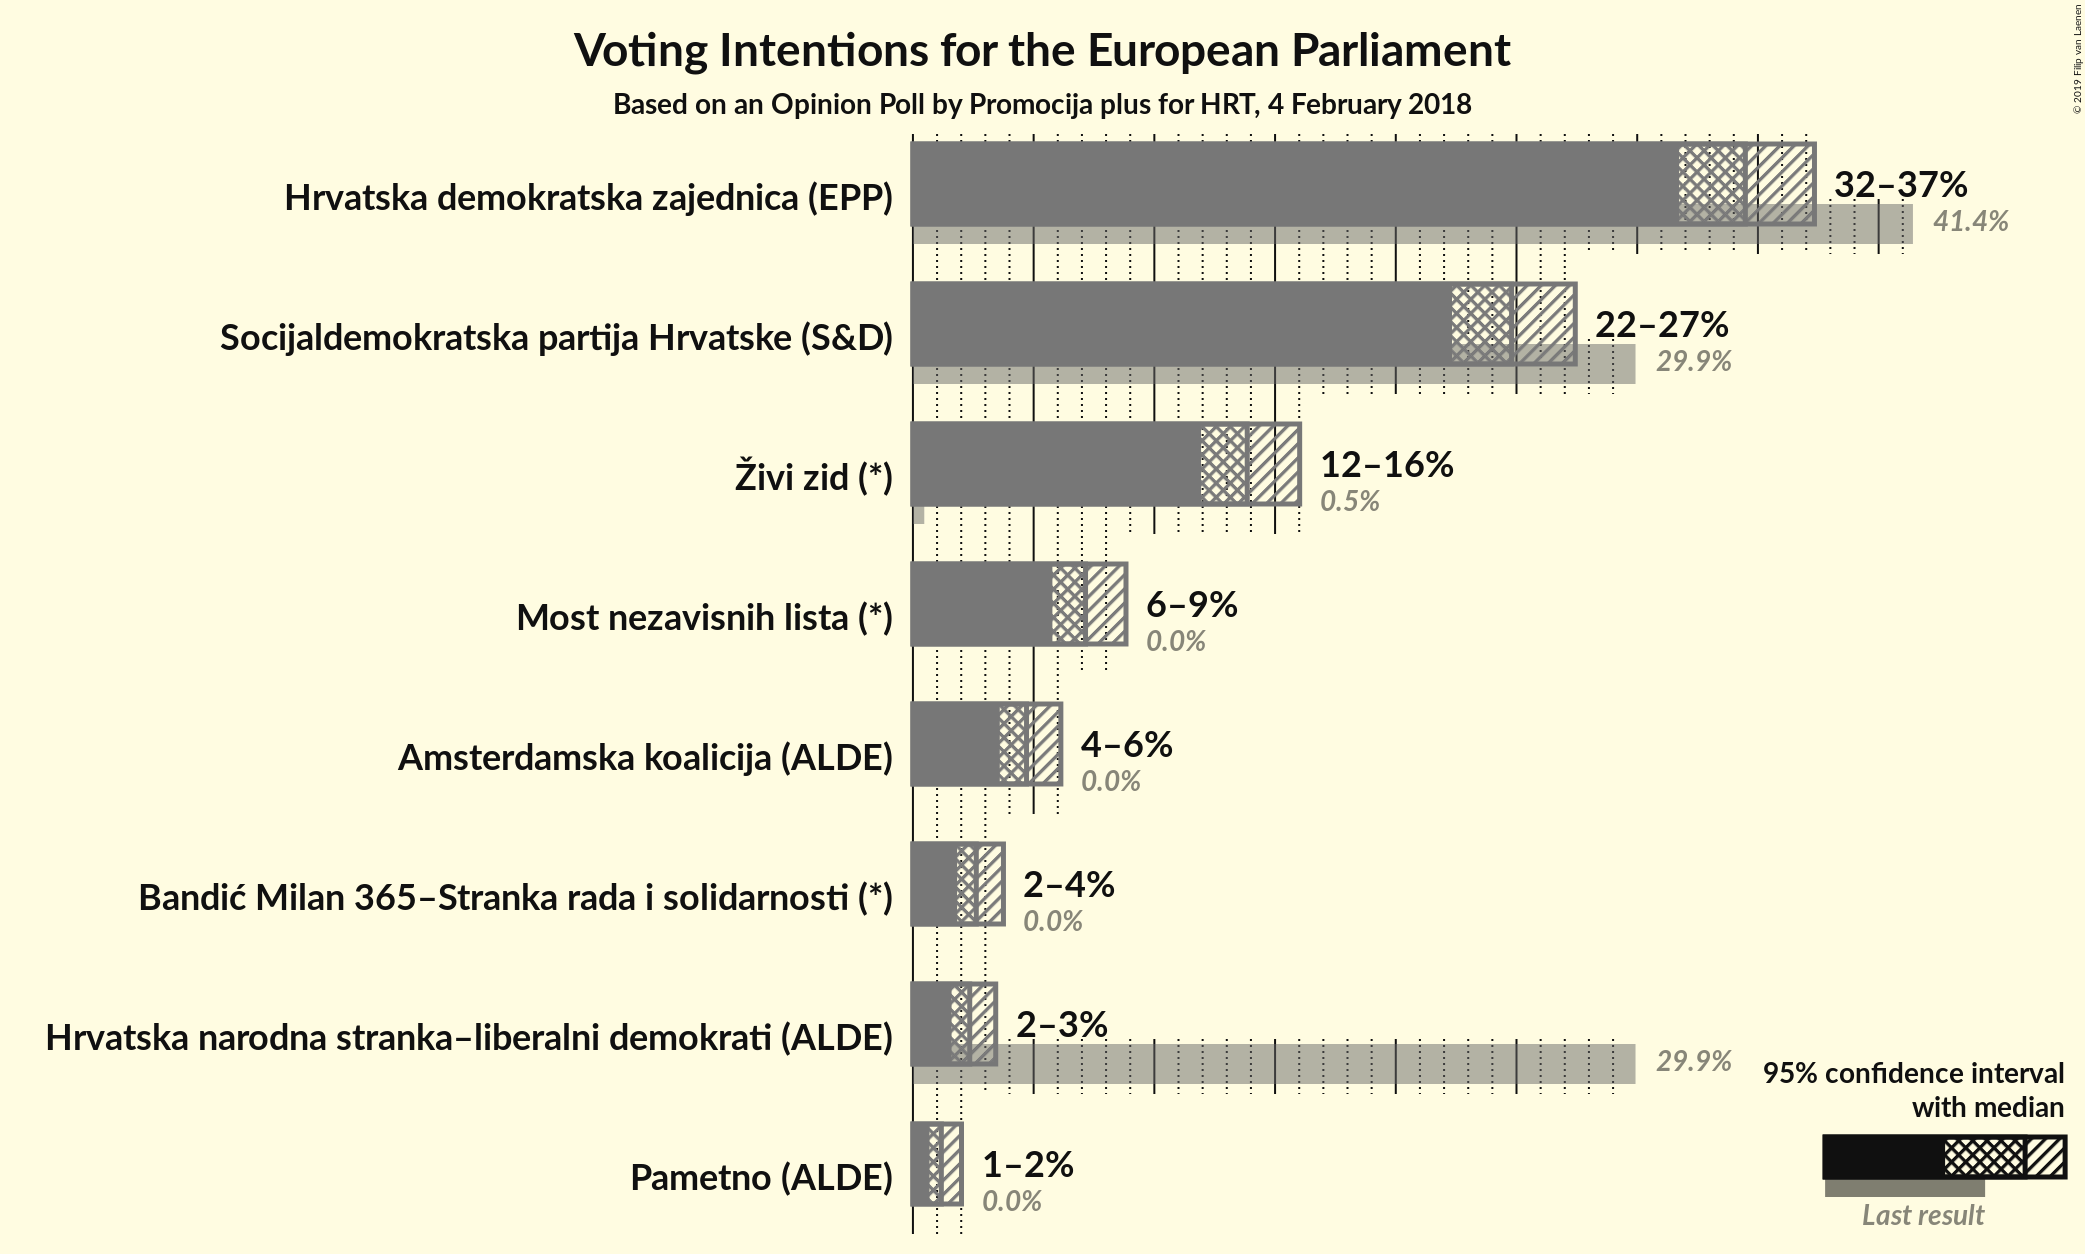 Voting Intentions for the European Parliament
Based on an Opinion Poll by Promocija plus for HRT, 4 February 2018
© 2019 Filip van Laenen
Hrvatska demokratska zajednica (EPP)
32–37%
41.4%
Socijaldemokratska partija Hrvatske (S&D)
22–27%
29.9%
Živi zid (*)
12–16%
0.5%
Most nezavisnih lista (*)
6–9%
0.0%
Amsterdamska koalicija (ALDE)
4–6%
0.0%
Bandić Milan 365–Stranka rada i solidarnosti (*)
2–4%
0.0%
Hrvatska narodna stranka–liberalni demokrati (ALDE)
2–3%
29.9%
Pametno (ALDE)
1–2%
0.0%
95% confidence interval
with median
Last result